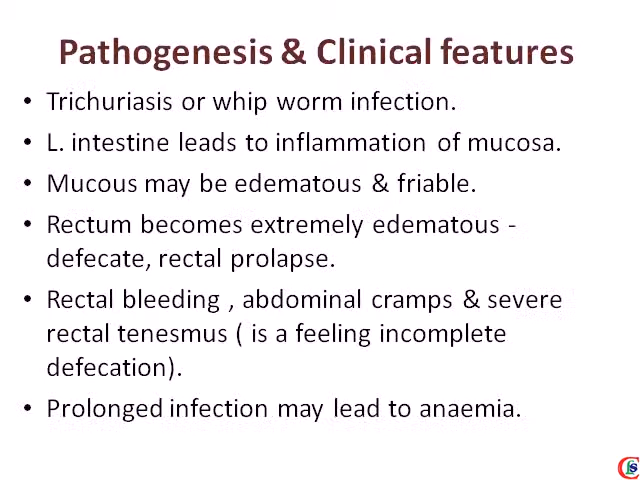 Pathogenesis & Clinical features
• Trichuriasis or whip worm infection.
• L. intestine leads to inflammation of mucosa.
• Mucous may be edematous & friable.
• Rectum becomes extremely edematous -
defecate, rectal prolapse.
• Rectal bleeding , abdominal cramps & severe
rectal tenesmus ( is a feeling incomplete
defecation).
• Prolonged infection may lead to anaemia.